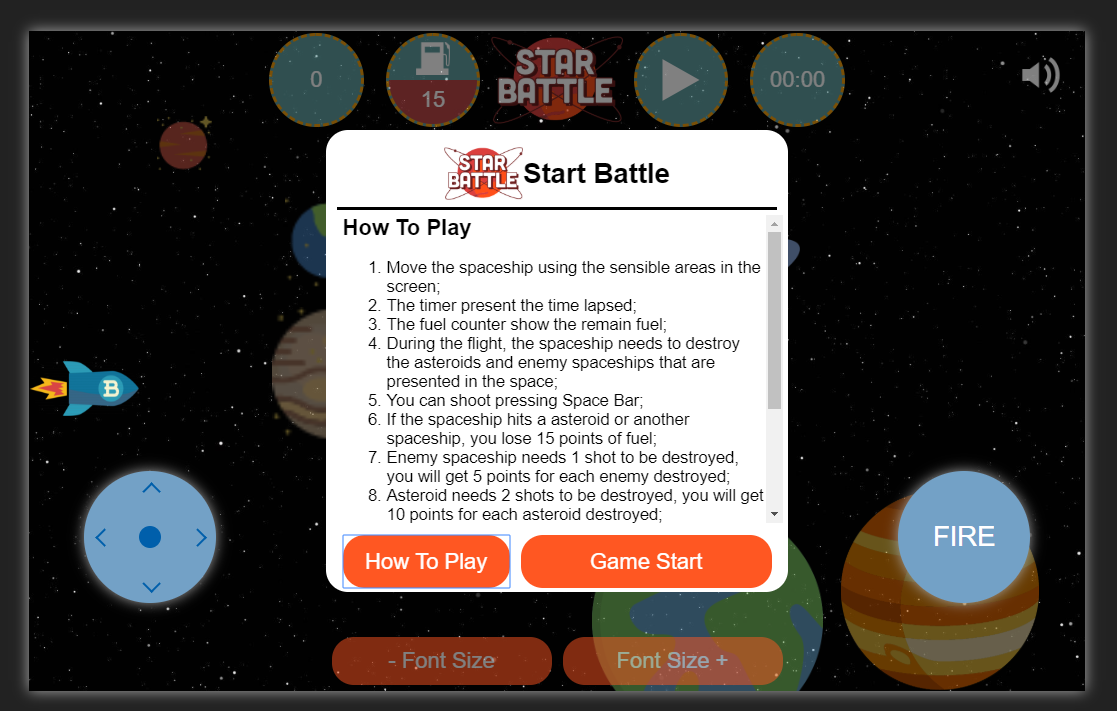 0
15
STAR
BATTLE
00:00
STAR
BATTLE
Start Battle
How To Play
1. Move the spaceship using the sensible areas in the
screen;
2. The timer present the time lapsed;
3. The fuel counter show the remain fuel;
4. During the flight, the spaceship needs to destroy
the asteroids and enemy spaceships that are
presented in the space;
5. You can shoot pressing Space Bar;
6. If the spaceship hits a asteroid or another
spaceship, you lose 15 points of fuel;
7. Enemy spaceship needs 1 shot to be destroyed,
you will get 5 points for each enemy destroyed;
8. Asteroid needs 2 shots to be destroyed, you will get
10 points for each asteroid destroyed;
How To Play
Game Start
B
FIRE
- Font Size
Font Size +